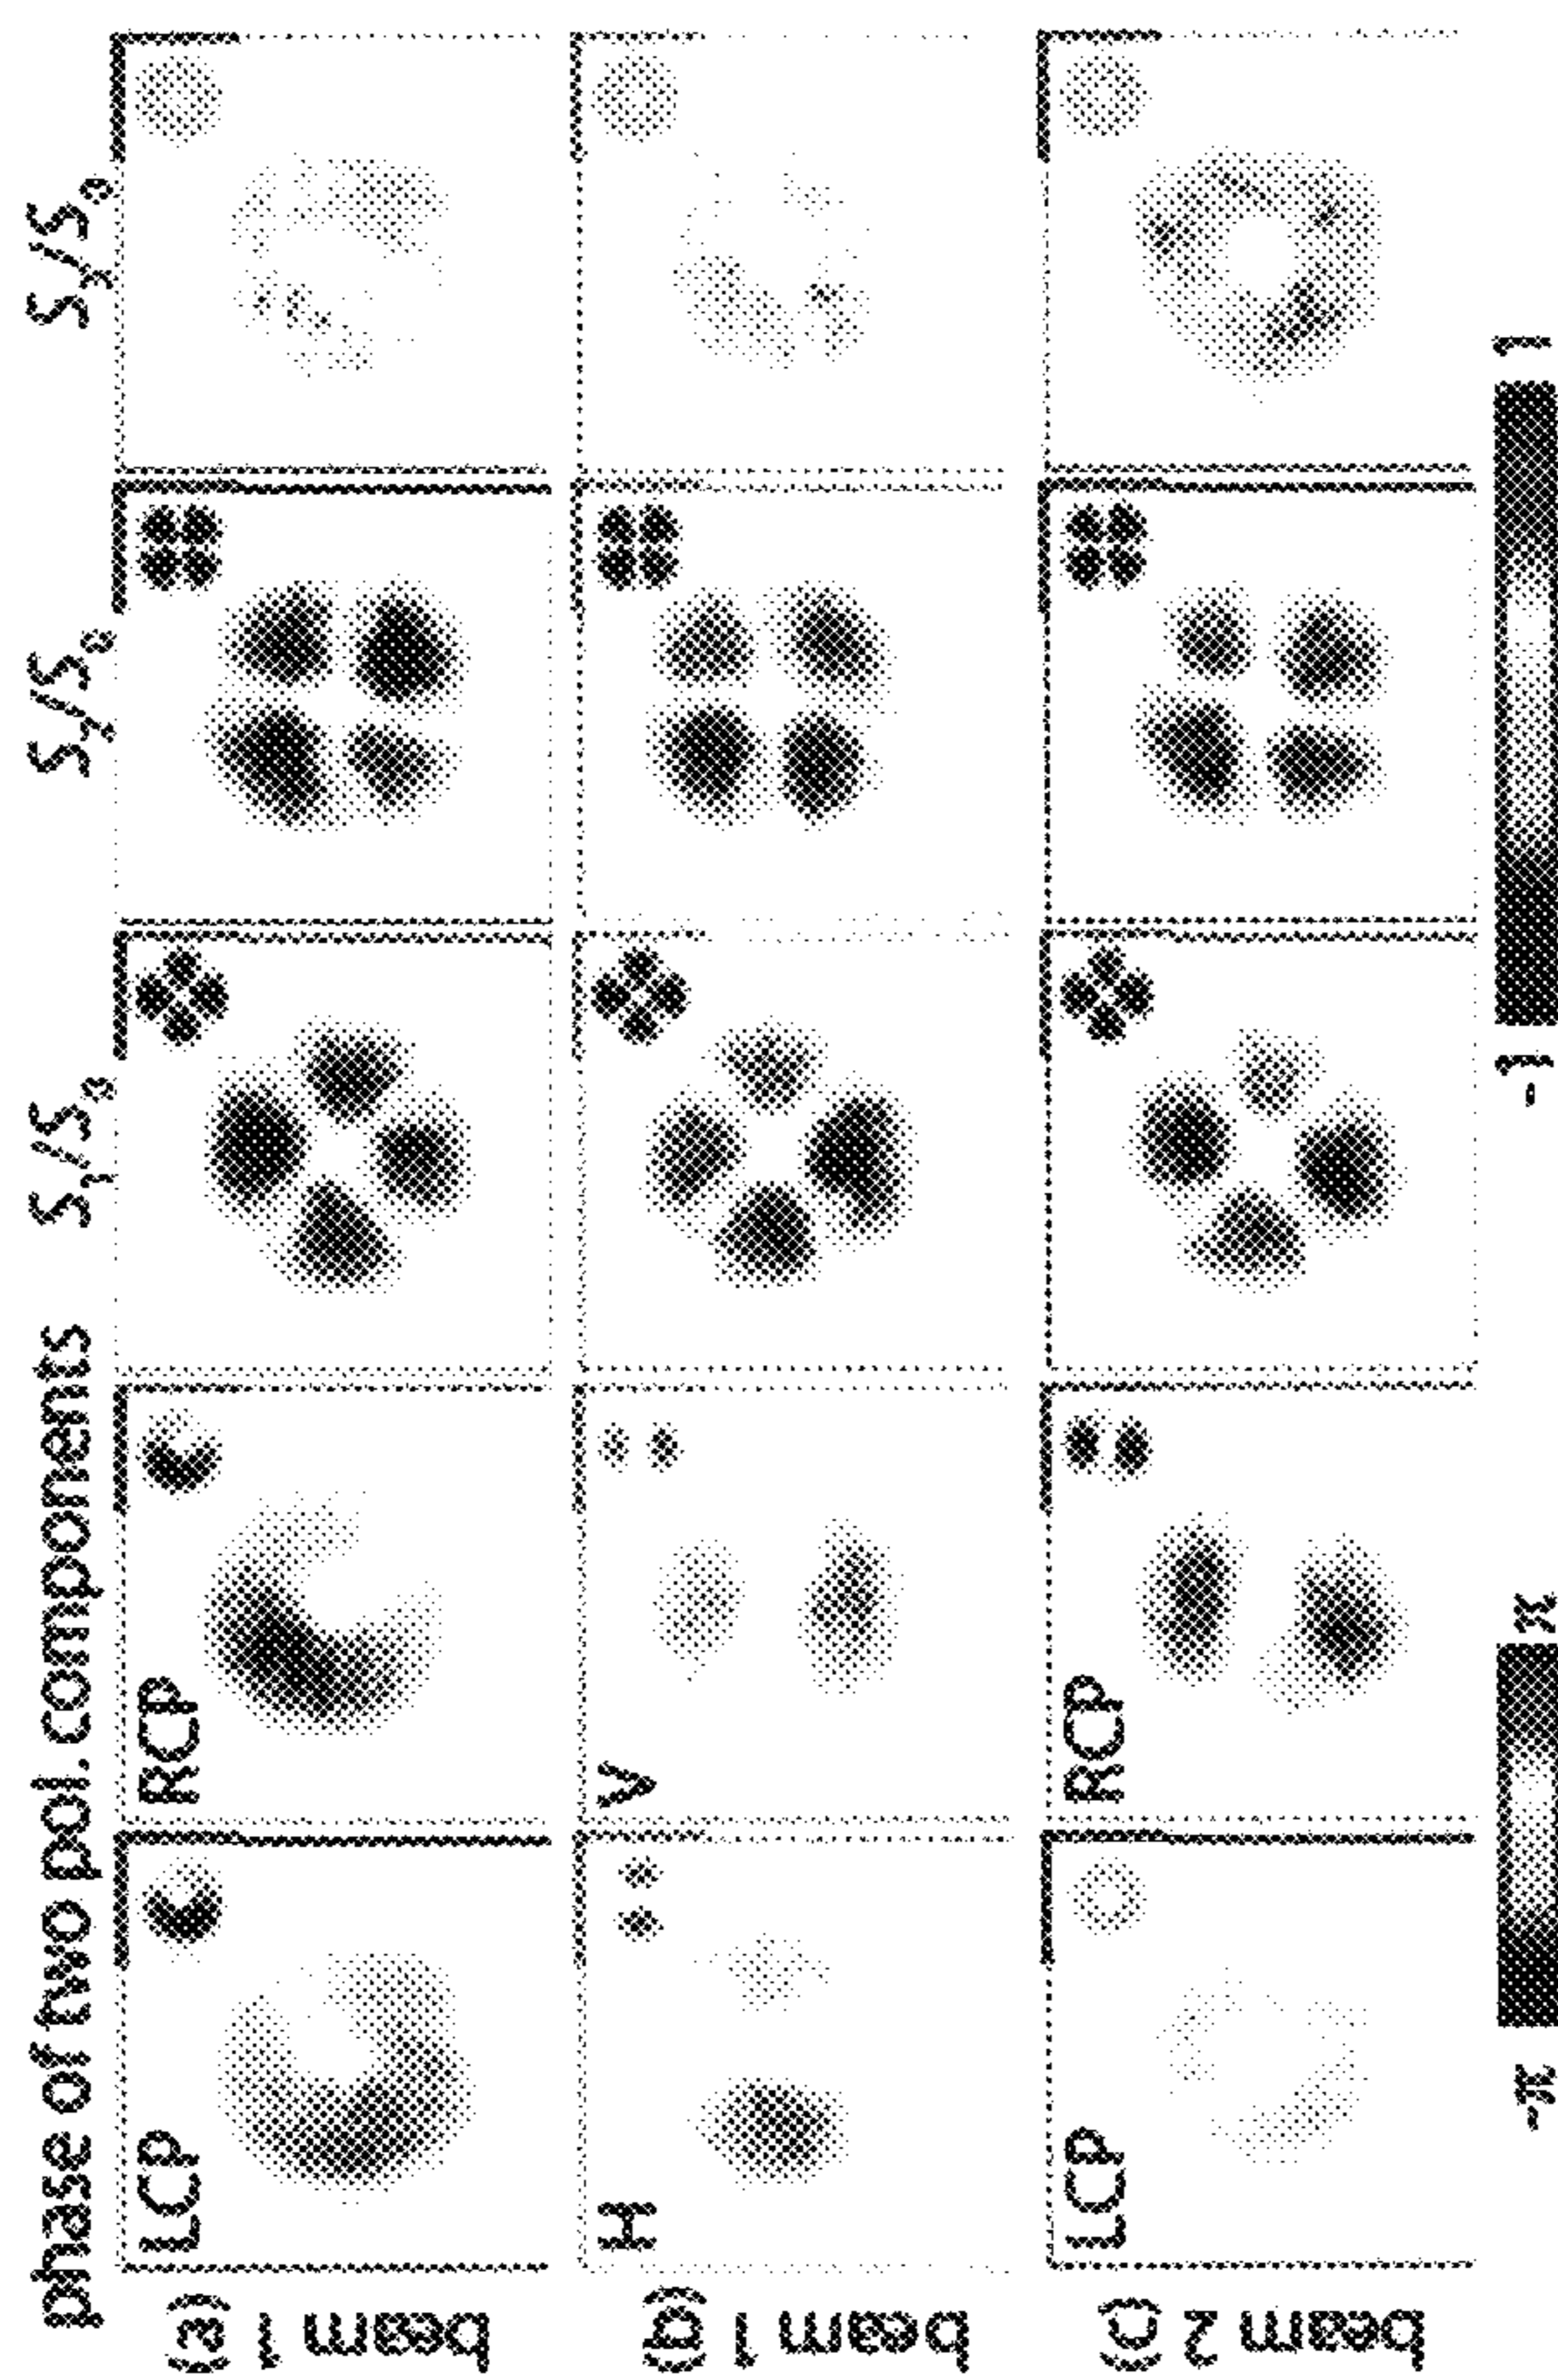 phase of two pol. components S₁/S₀ S₂/S₀ S₃/S₀
(a) LCP RCP
beam 1
(b) H V
beam 1
(c) LCP RCP
beam 2
-π π -1 1